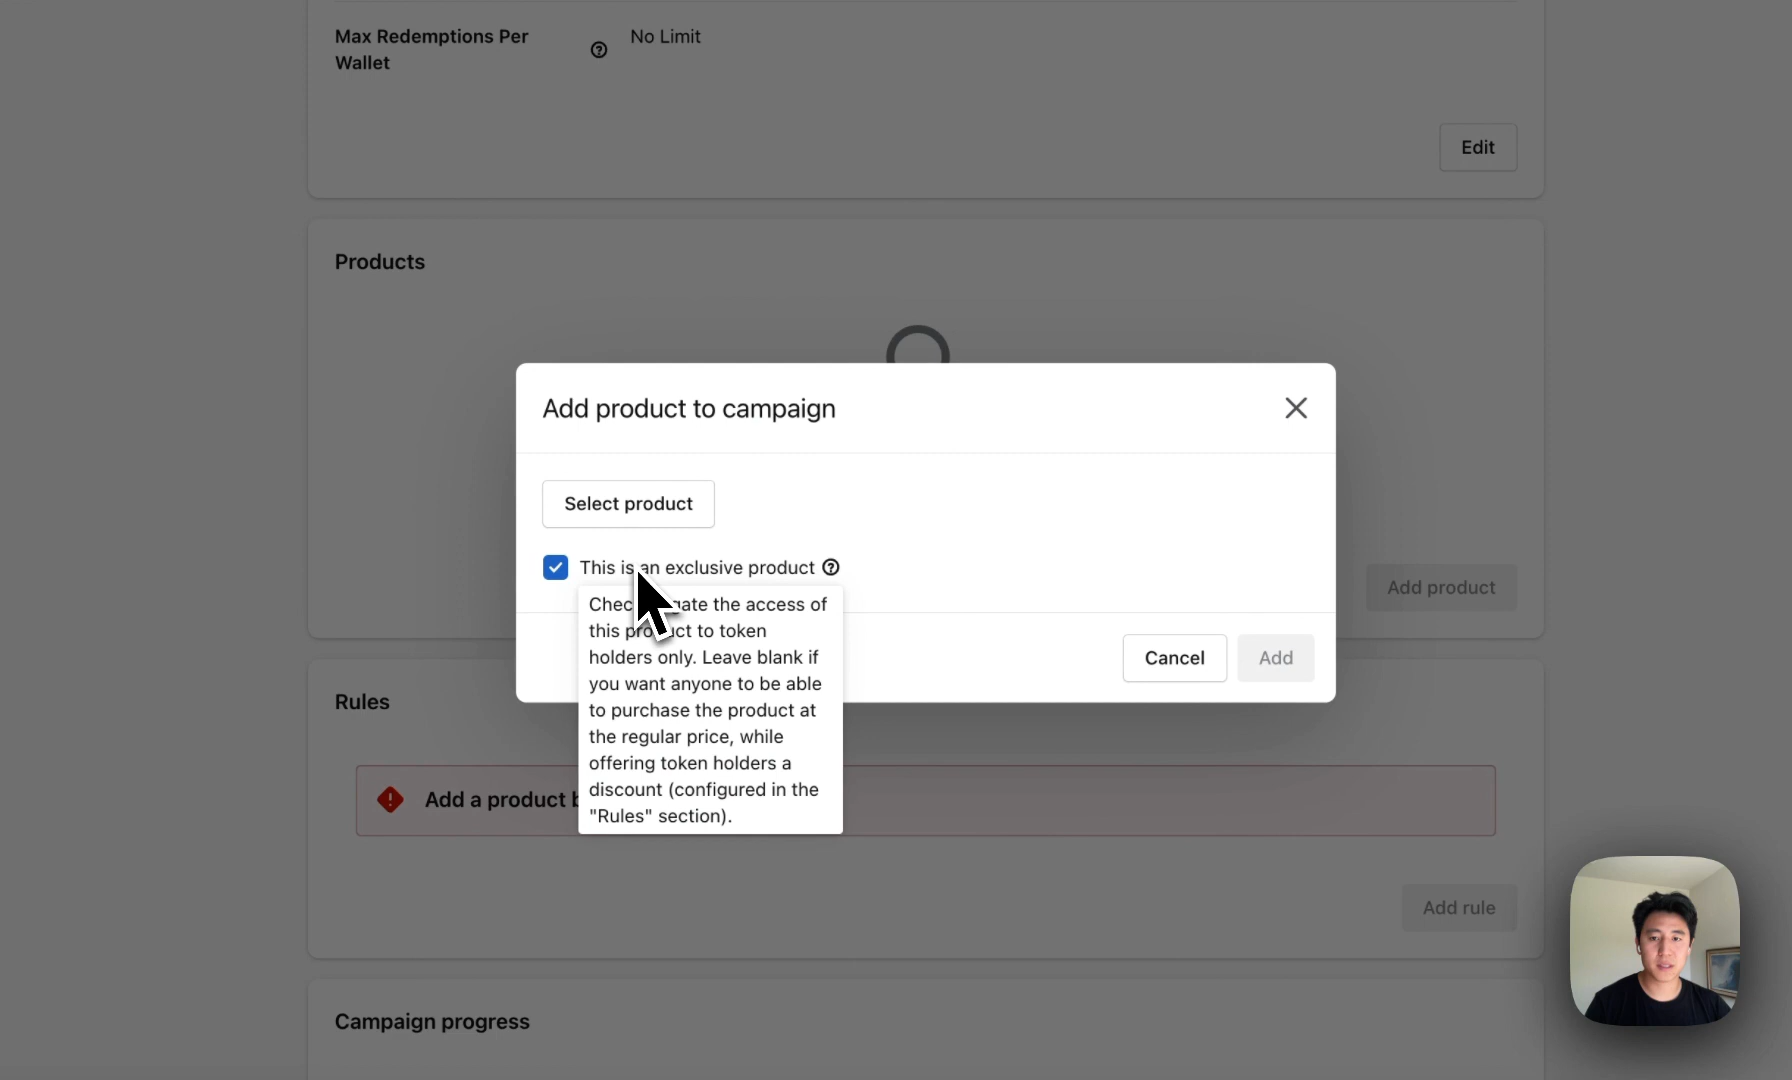 Max Redemptions Per
Wallet
No Limit
Edit
Products
Add product to campaign
Select product
This is an exclusive product
Add product
gate the access of
this product to token
holders only. Leave blank if
you want anyone to be able
to purchase the product at
the regular price, while
offering token holders a
discount (configured in the
"Rules" section).
Cancel
Add
Rules
Add a product
Add rule
Campaign progress